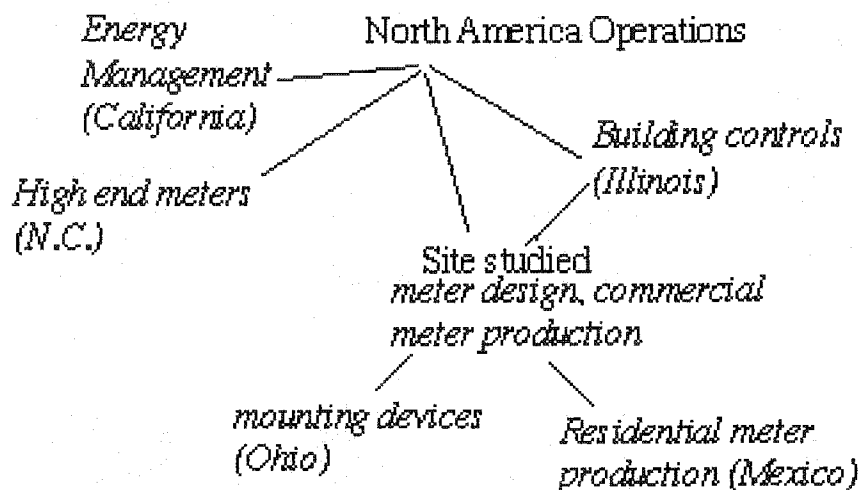 Energy
Management
(California)
North America Operations
Building controls
(Illinois)
High end meters
(N.C.)
Site studied
meter design, commercial
meter production
mounting devices
(Ohio)
Residential meter
production (Mexico)